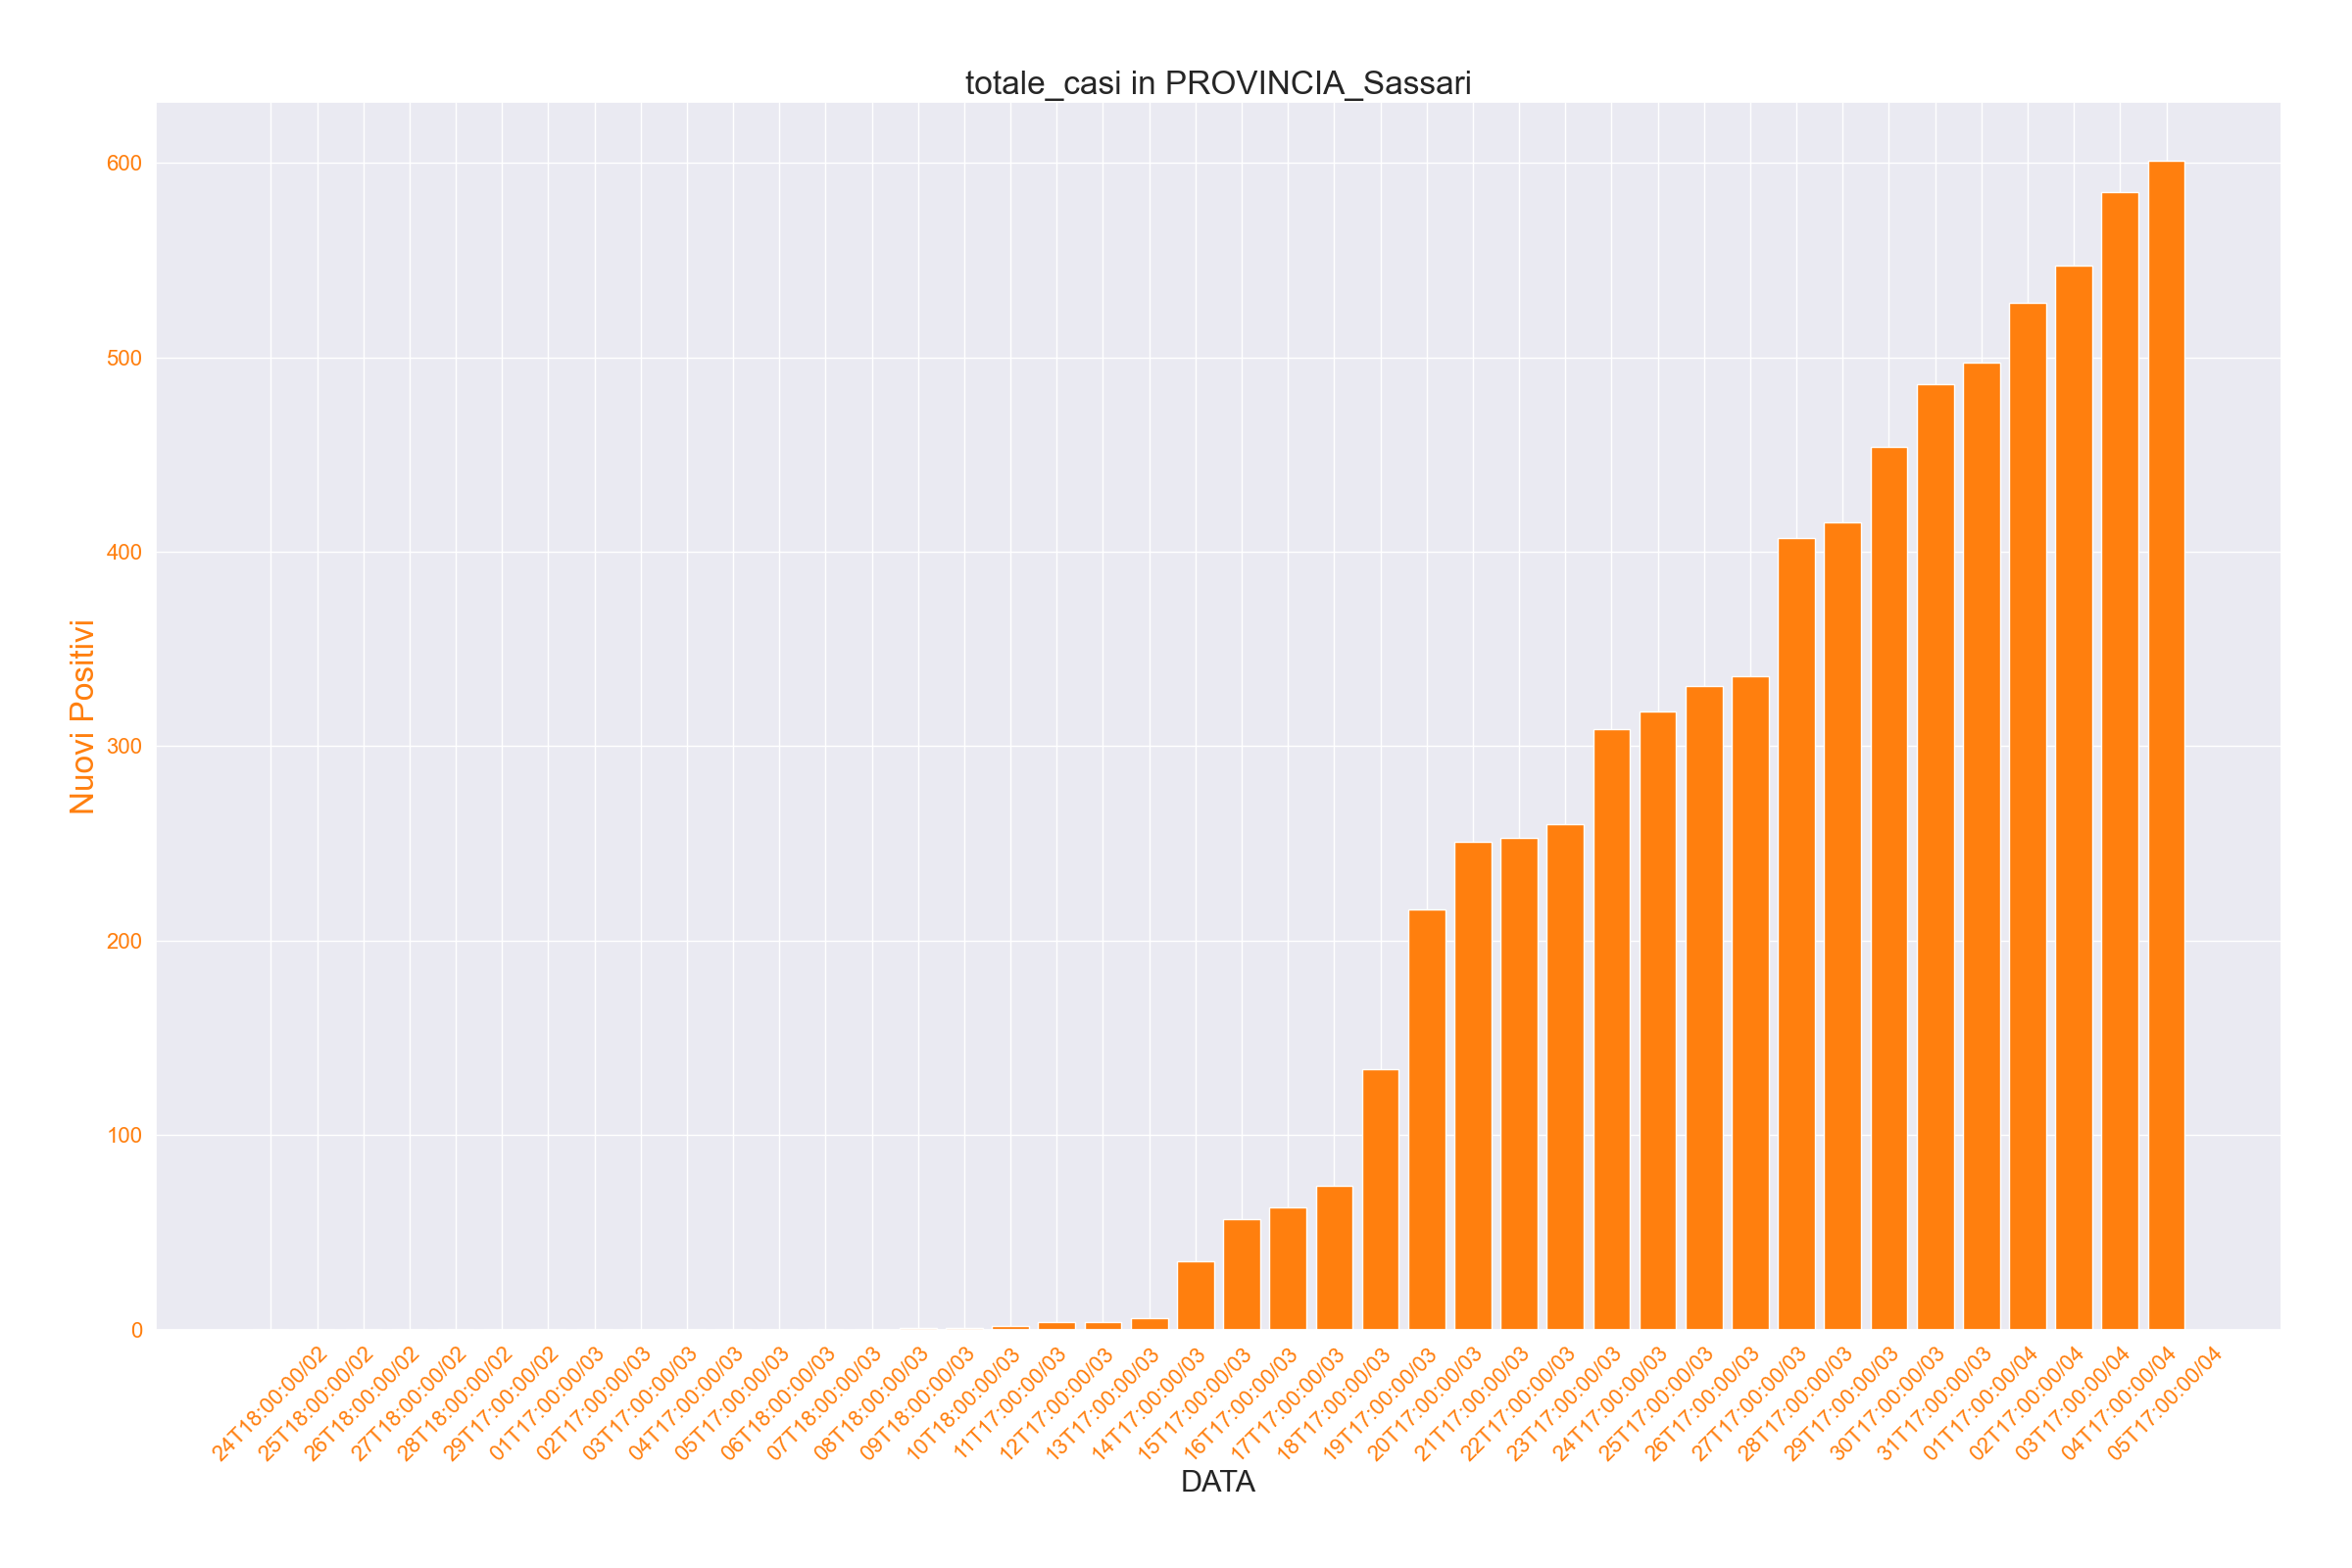 totale_casi in PROVINCIA_Sassari
600
500
400
300
200
100
0
Nuovi Positivi
24T18:00:00/02
25T18:00:00/02
26T18:00:00/02
27T18:00:00/02
28T18:00:00/02
29T17:00:00/02
01T17:00:00/03
02T17:00:00/03
03T17:00:00/03
04T17:00:00/03
05T17:00:00/03
06T18:00:00/03
07T18:00:00/03
08T18:00:00/03
09T18:00:00/03
10T18:00:00/03
11T17:00:00/03
12T17:00:00/03
13T17:00:00/03
14T17:00:00/03
15T17:00:00/03
16T17:00:00/03
17T17:00:00/03
18T17:00:00/03
19T17:00:00/03
20T17:00:00/03
21T17:00:00/03
22T17:00:00/03
23T17:00:00/03
24T17:00:00/03
25T17:00:00/03
26T17:00:00/03
27T17:00:00/03
28T17:00:00/03
29T17:00:00/03
30T17:00:00/03
31T17:00:00/03
01T17:00:00/04
02T17:00:00/04
03T17:00:00/04
04T17:00:00/04
05T17:00:00/04
DATA